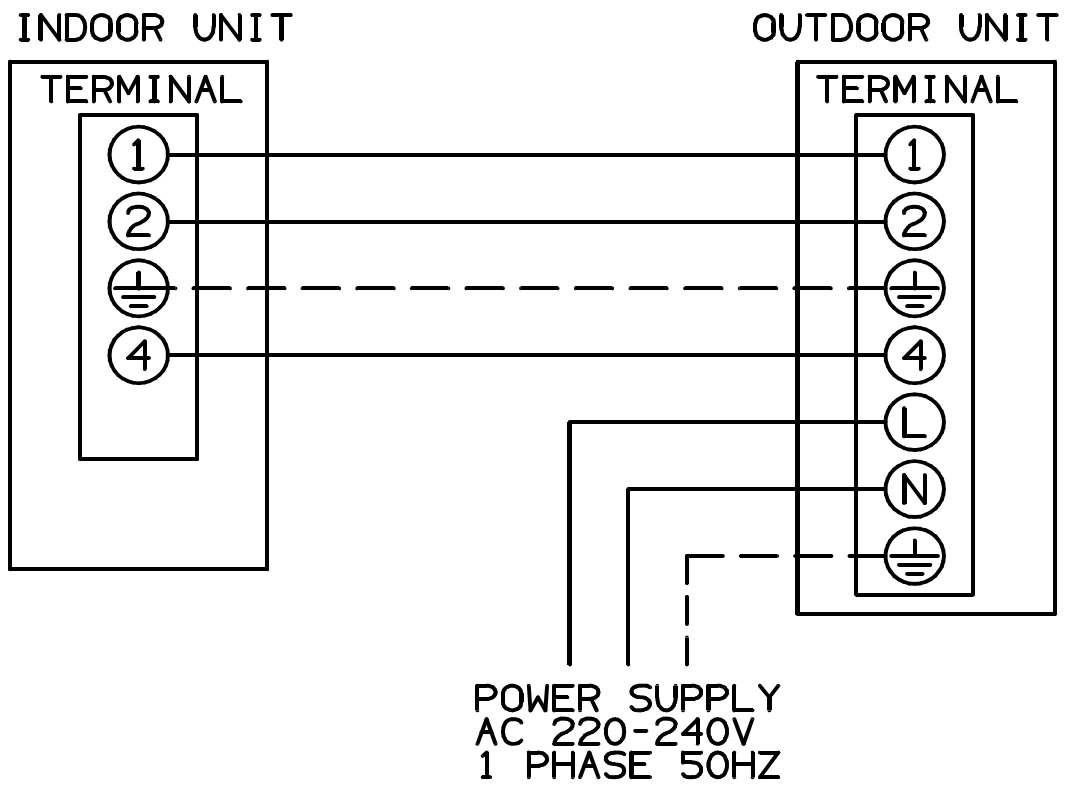 INDOOR UNIT
TERMINAL
1
2
4
OUTDOOR UNIT
TERMINAL
1
2
4
L
N
POWER SUPPLY
AC 220-240V
1 PHASE 50HZ